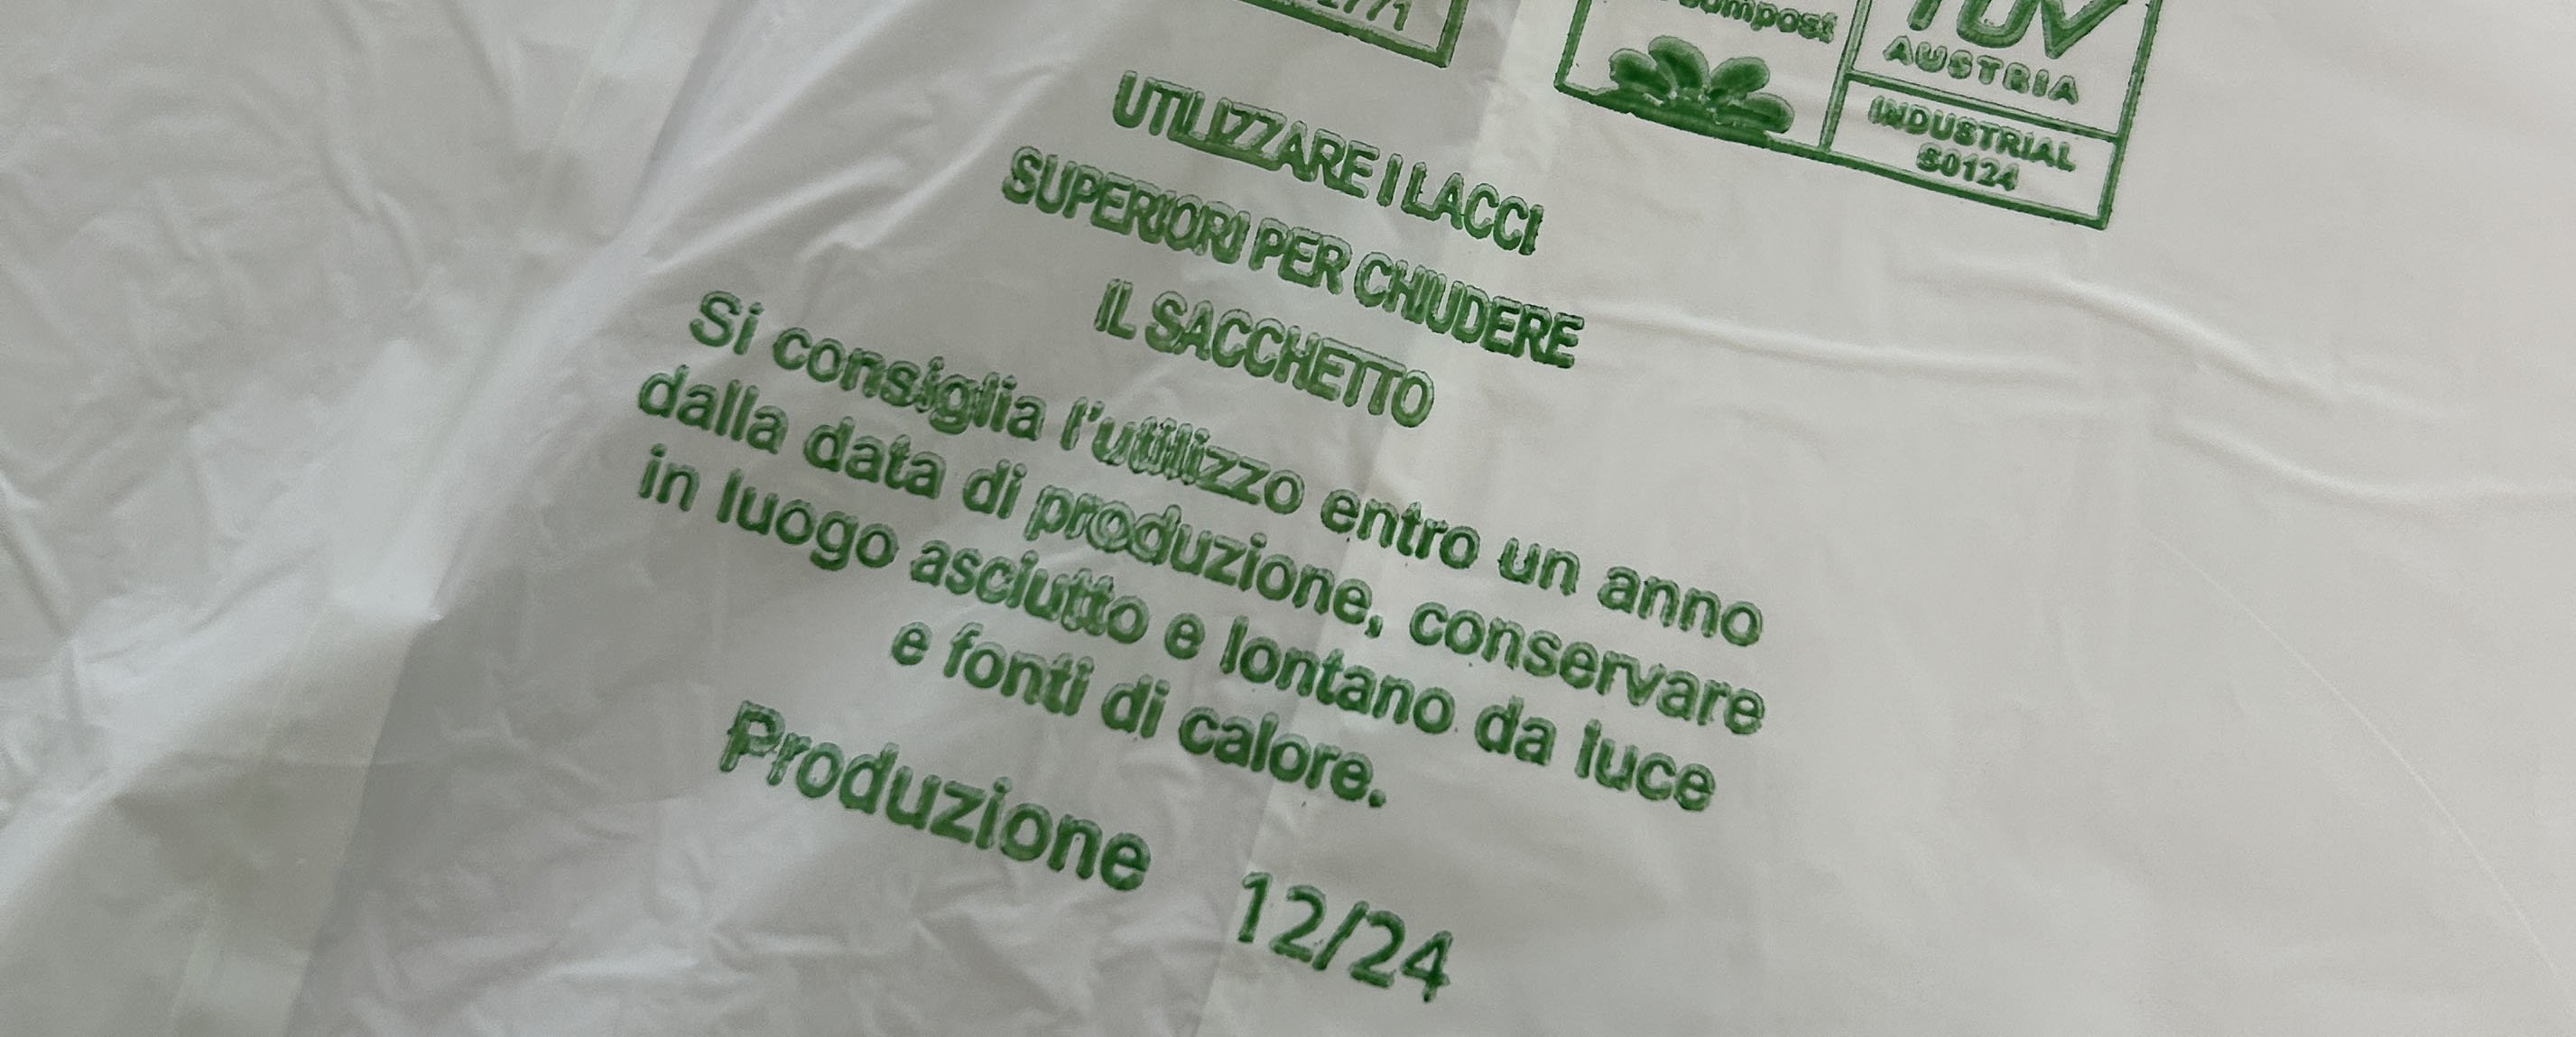 TÜV
AUSTRIA
INDUSTRIAL
S0124
UTILIZZARE I LACCI
SUPERIORI PER CHIUDERE
IL SACCHETTO
Si consiglia l'utilizzo entro un anno
dalla data di produzione, conservare
in luogo asciutto e lontano da luce
e fonti di calore.
Produzione 12/24